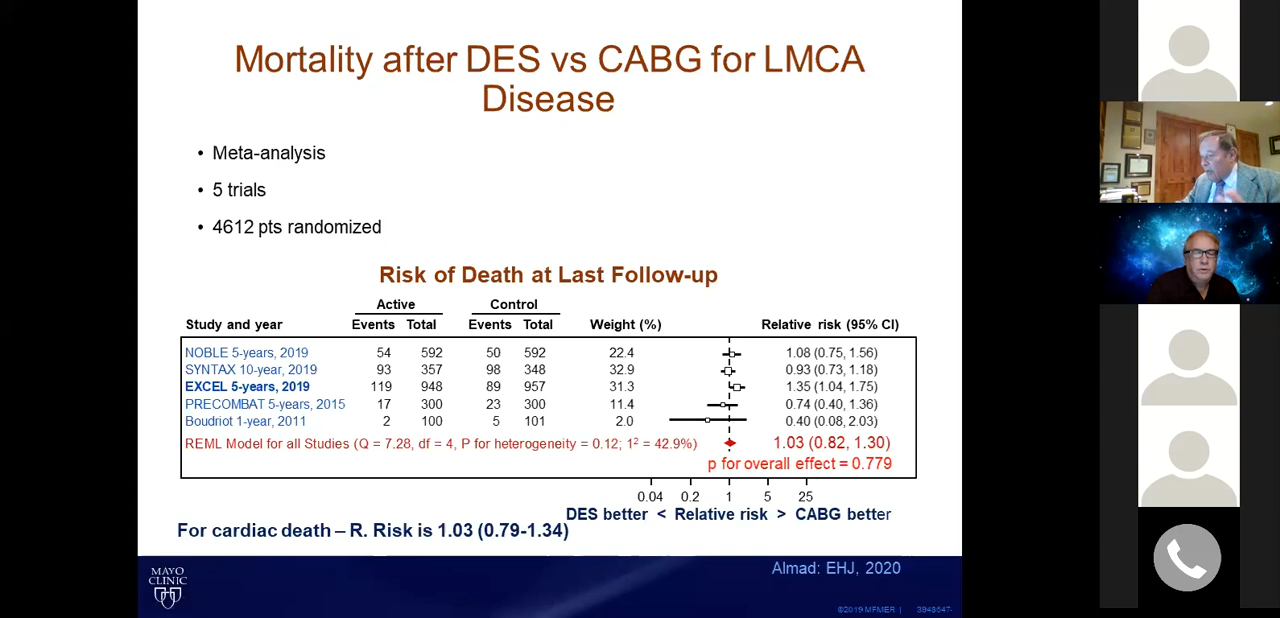 Mortality after DES vs CABG for LMCA
Disease
• Meta-analysis
• 5 trials
• 4612 pts randomized
Risk of Death at Last Follow-up
Active Control
Study and year Events Total Events Total Weight (%) Relative risk (95% CI)
NOBLE 5-years, 2019 54 592 50 592 22.4 1.08 (0.75, 1.56)
SYNTAX 10-year, 2019 93 357 98 348 32.9 0.93 (0.73, 1.18)
EXCEL 5-years, 2019 119 948 89 957 31.3 1.35 (1.04, 1.75)
PRECOMBAT 5-years, 2015 17 300 23 300 11.4 0.74 (0.40, 1.36)
Boudriot 1-year, 2011 2 100 5 101 2.0 0.40 (0.08, 2.03)
REML Model for all Studies (Q = 7.28, df = 4, P for heterogeneity = 0.12; 1² = 42.9%) 1.03 (0.82, 1.30)
p for overall effect = 0.779
0.04 0.2 1 5 25
DES better < Relative risk > CABG better
For cardiac death – R. Risk is 1.03 (0.79-1.34)
MAYO
CLINIC
Almad: EHJ, 2020
©2019 MFMER | 3948647-